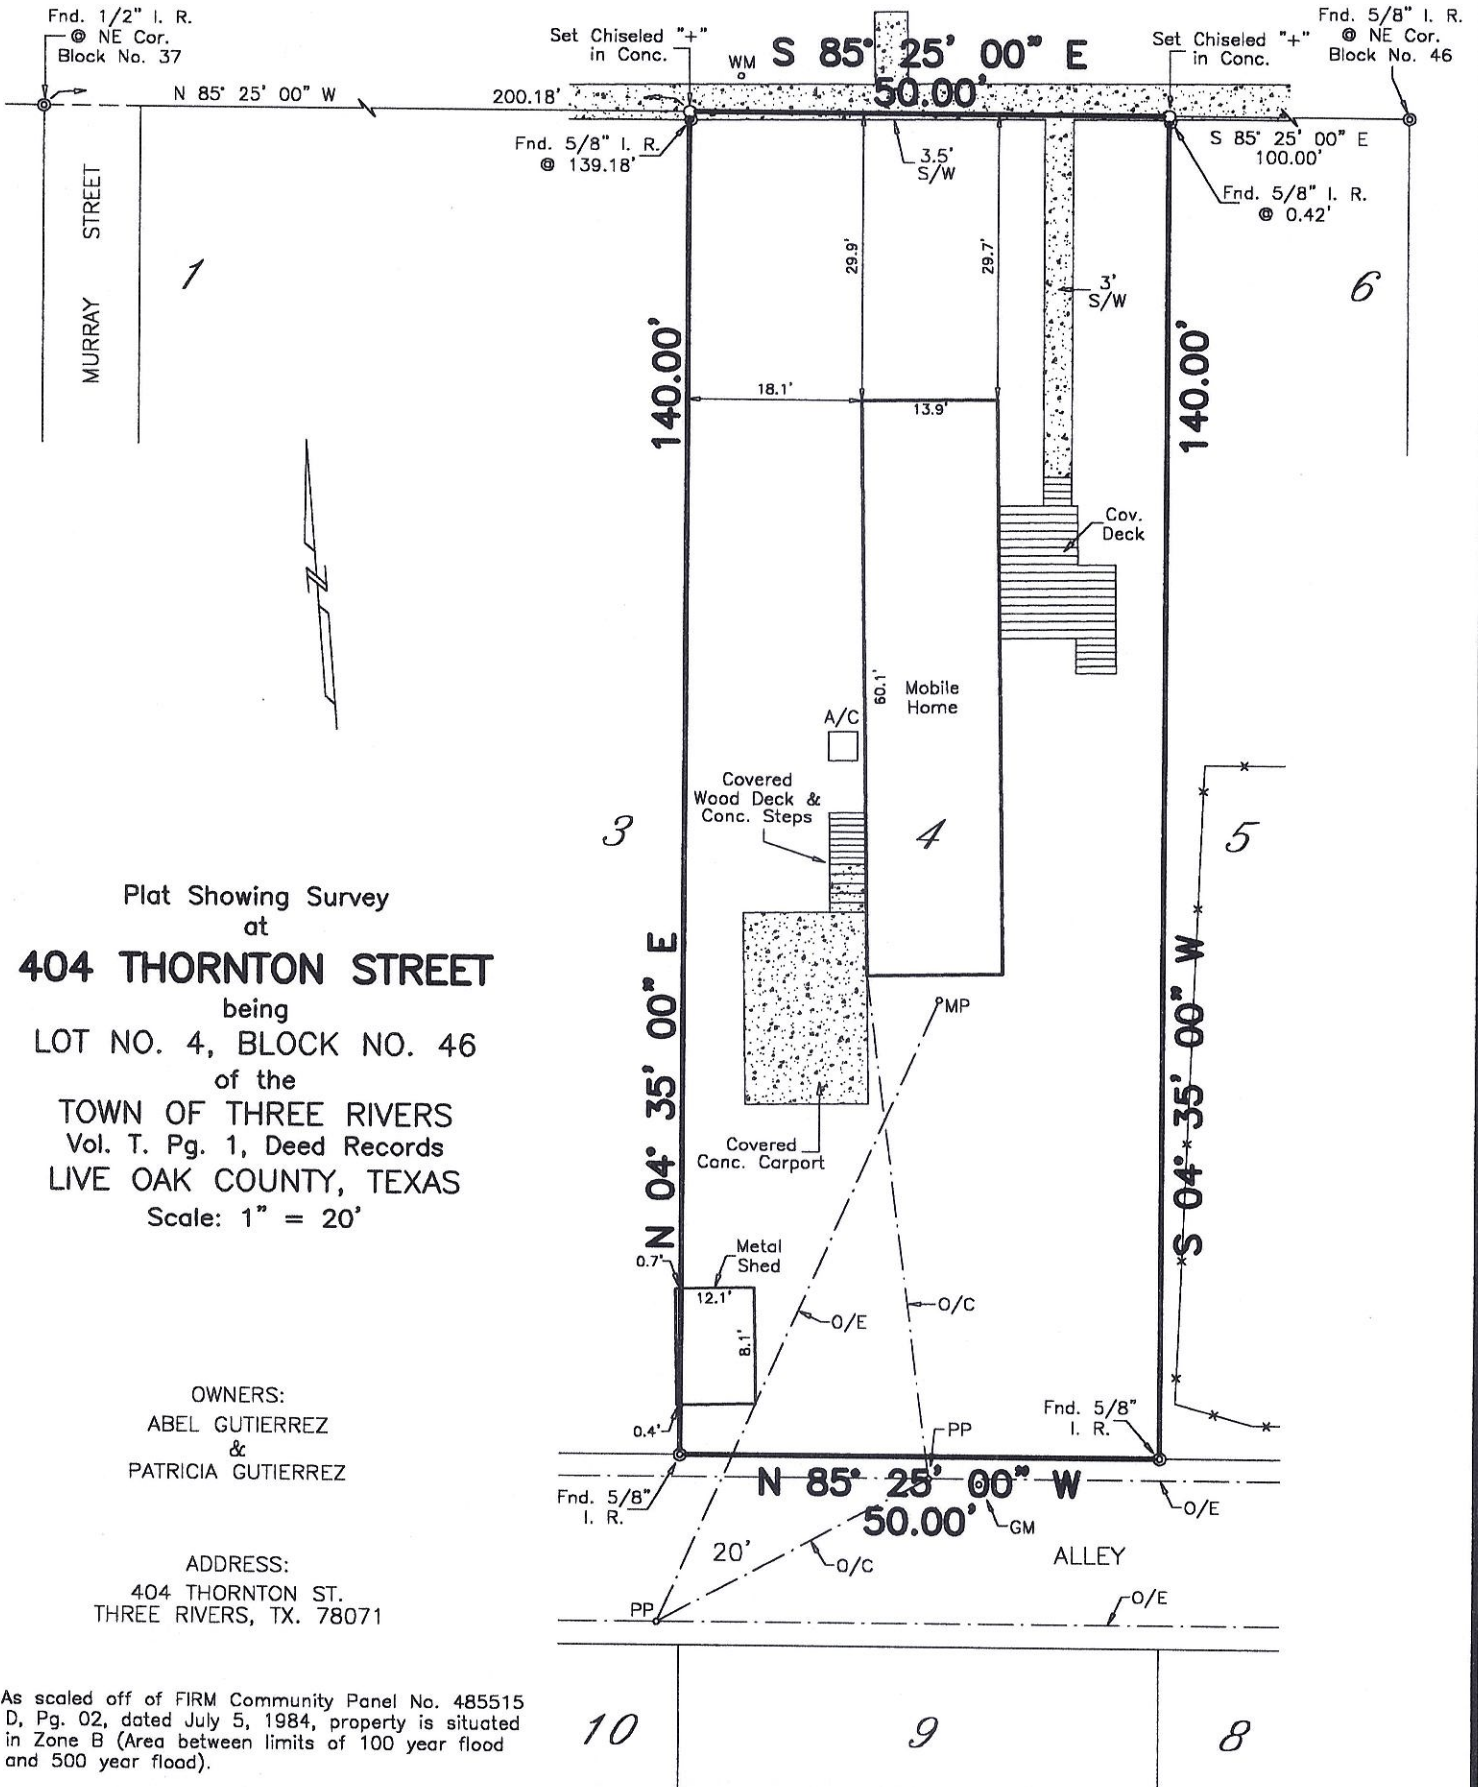 Fnd. 1/2" I. R.
@ NE Cor.
Block No. 37
N 85° 25' 00" W
200.18'
Set Chiseled "+"
in Conc.
WM
S 85° 25' 00" E
50.00'
Set Chiseled "+"
in Conc.
Fnd. 5/8" I. R.
@ NE Cor.
Block No. 46
Fnd. 5/8" I. R.
@ 139.18'
3.5'
S/W
S 85° 25' 00" E
100.00'
Fnd. 5/8" I. R.
@ 0.42'
MURRAY STREET
1
29.9'
29.7'
3'
S/W
6
140.00'
140.00'
18.1'
13.9'
N
Cov.
Deck
60.1'
Mobile
Home
A/C
Covered
Wood Deck &
Conc. Steps
3
4
5
Plat Showing Survey
at
404 THORNTON STREET
being
LOT NO. 4, BLOCK NO. 46
of the
TOWN OF THREE RIVERS
Vol. T. Pg. 1, Deed Records
LIVE OAK COUNTY, TEXAS
Scale: 1" = 20'
N 04° 35' 00" E
S 04° 35' 00" W
MP
Covered
Conc. Carport
0.7'
Metal
Shed
12.1'
8.1'
0.4'
O/E
O/C
OWNERS:
ABEL GUTIERREZ
&
PATRICIA GUTIERREZ
Fnd. 5/8"
I. R.
PP
Fnd. 5/8"
I. R.
N 85° 25' 00" W
50.00'
GM
O/E
20'
O/C
ALLEY
PP
O/E
ADDRESS:
404 THORNTON ST.
THREE RIVERS, TX. 78071
As scaled off of FIRM Community Panel No. 485515
D, Pg. 02, dated July 5, 1984, property is situated
in Zone B (Area between limits of 100 year flood
and 500 year flood).
10
9
8